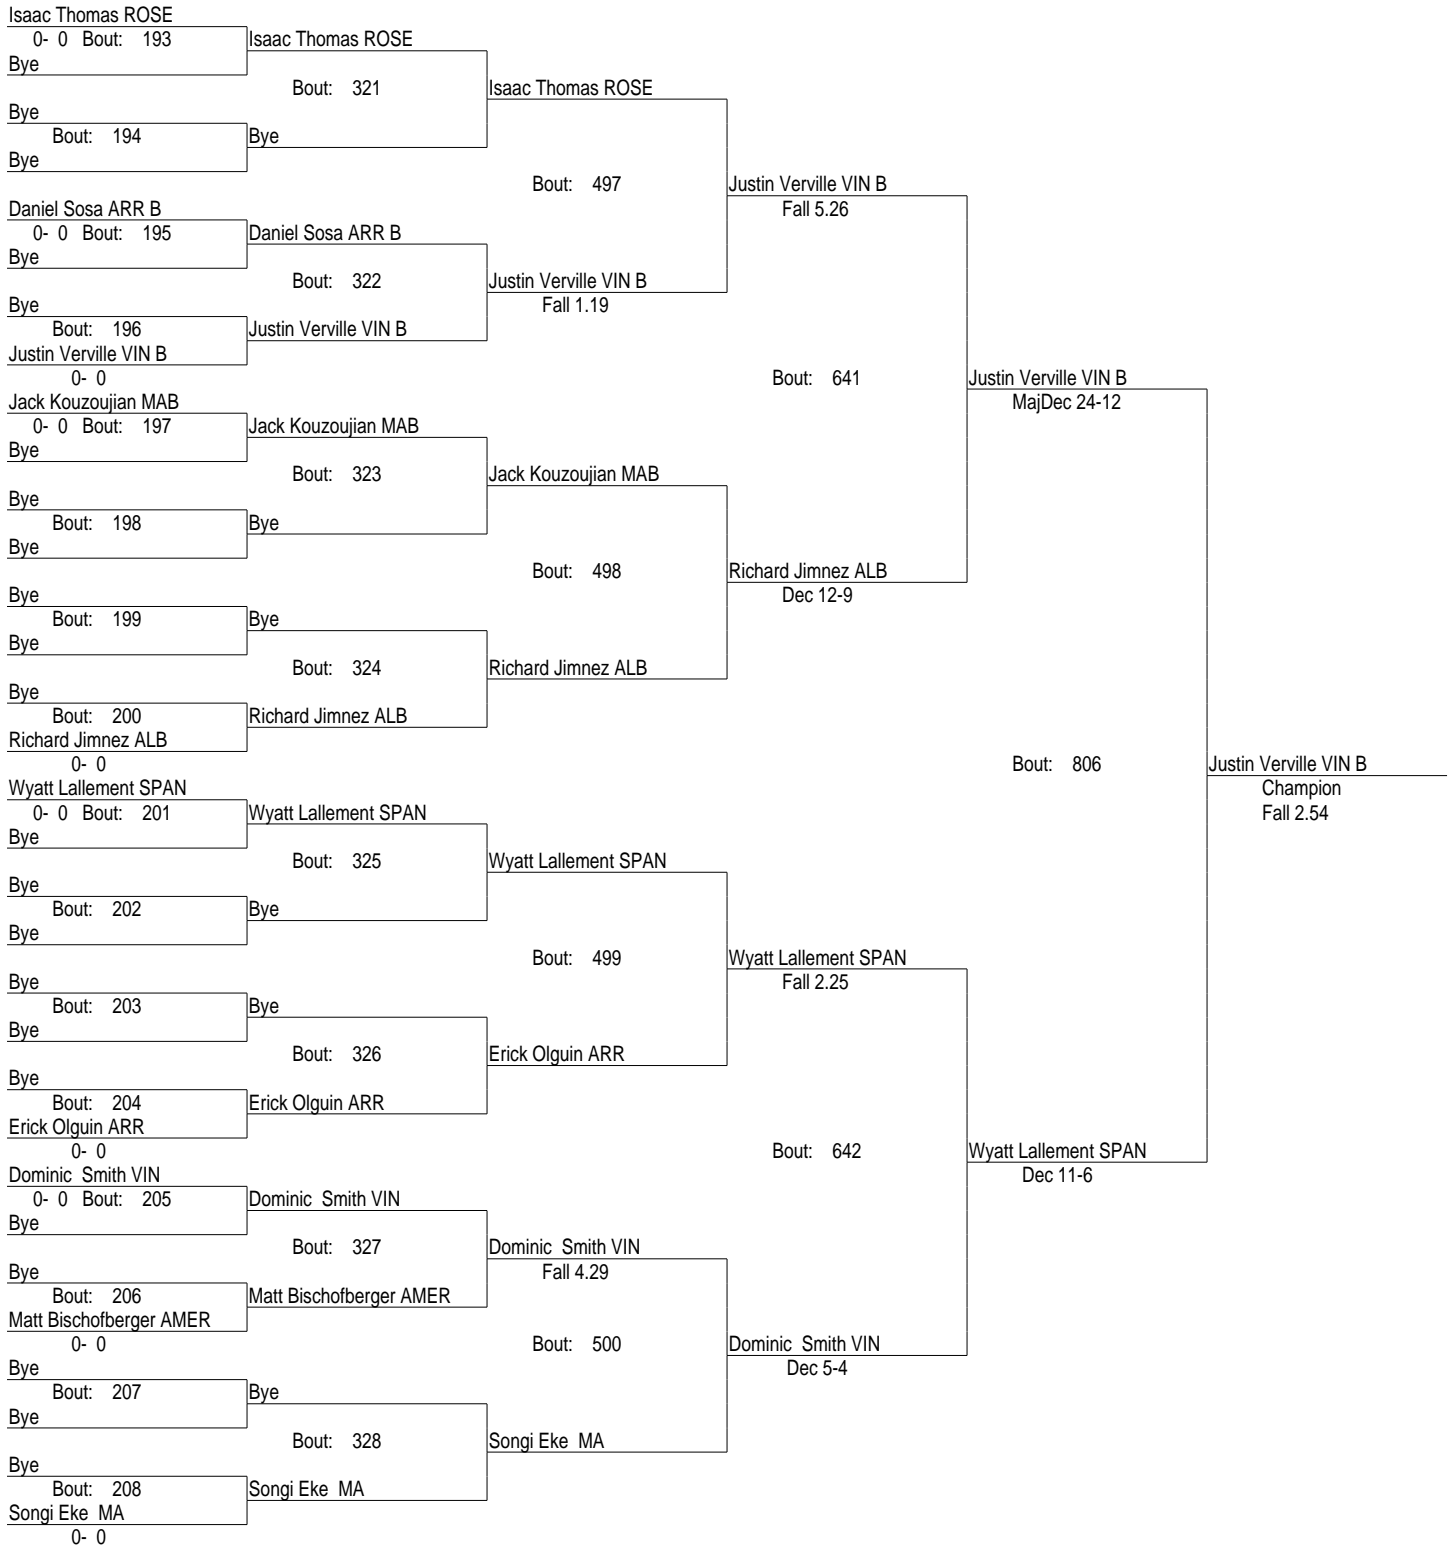 Isaac Thomas ROSE
0- 0 Bout: 193 Isaac Thomas ROSE
Bye
Bout: 321 Isaac Thomas ROSE
Bye
Bout: 194 Bye
Bye
Bout: 497 Justin Verville VIN B
Daniel Sosa ARR B Fall 5.26
0- 0 Bout: 195 Daniel Sosa ARR B
Bye
Bout: 322 Justin Verville VIN B
Bye Fall 1.19
Bout: 196 Justin Verville VIN B
Justin Verville VIN B
0- 0 Bout: 641 Justin Verville VIN B
Jack Kouzoujian MAB MajDec 24-12
0- 0 Bout: 197 Jack Kouzoujian MAB
Bye
Bout: 323 Jack Kouzoujian MAB
Bye
Bout: 198 Bye
Bye
Bout: 498 Richard Jimnez ALB
Bye Dec 12-9
Bout: 199 Bye
Bye
Bout: 324 Richard Jimnez ALB
Bye
Bout: 200 Richard Jimnez ALB
Richard Jimnez ALB
0- 0 Bout: 806 Justin Verville VIN B
Wyatt Lallement SPAN Champion
0- 0 Bout: 201 Wyatt Lallement SPAN Fall 2.54
Bye
Bout: 325 Wyatt Lallement SPAN
Bye
Bout: 202 Bye
Bye
Bout: 499 Wyatt Lallement SPAN
Bye Fall 2.25
Bout: 203 Bye
Bye
Bout: 326 Erick Olguin ARR
Bye
Bout: 204 Erick Olguin ARR
Erick Olguin ARR
0- 0 Bout: 642 Wyatt Lallement SPAN
Dominic Smith VIN Dec 11-6
0- 0 Bout: 205 Dominic Smith VIN
Bye
Bout: 327 Dominic Smith VIN
Bye Fall 4.29
Bout: 206 Matt Bischofberger AMER
Matt Bischofberger AMER
0- 0 Bout: 500 Dominic Smith VIN
Bye Dec 5-4
Bout: 207 Bye
Bye
Bout: 328 Songi Eke MA
Bye
Bout: 208 Songi Eke MA
Songi Eke MA
0- 0